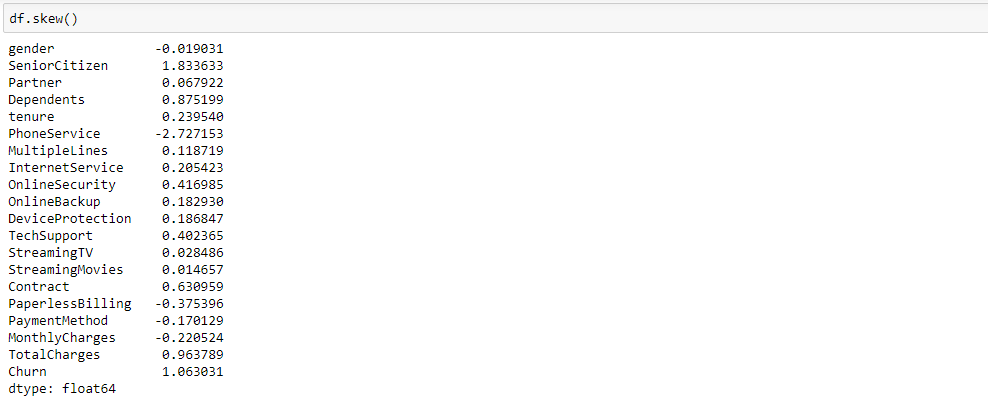 df.skew()
gender -0.019031
SeniorCitizen 1.833633
Partner 0.067922
Dependents 0.875199
tenure 0.239540
PhoneService -2.727153
MultipleLines 0.118719
InternetService 0.205423
OnlineSecurity 0.416985
OnlineBackup 0.182930
DeviceProtection 0.186847
TechSupport 0.402365
StreamingTV 0.028486
StreamingMovies 0.014657
Contract 0.630959
PaperlessBilling -0.375396
PaymentMethod -0.170129
MonthlyCharges -0.220524
TotalCharges 0.963789
Churn 1.063031
dtype: float64